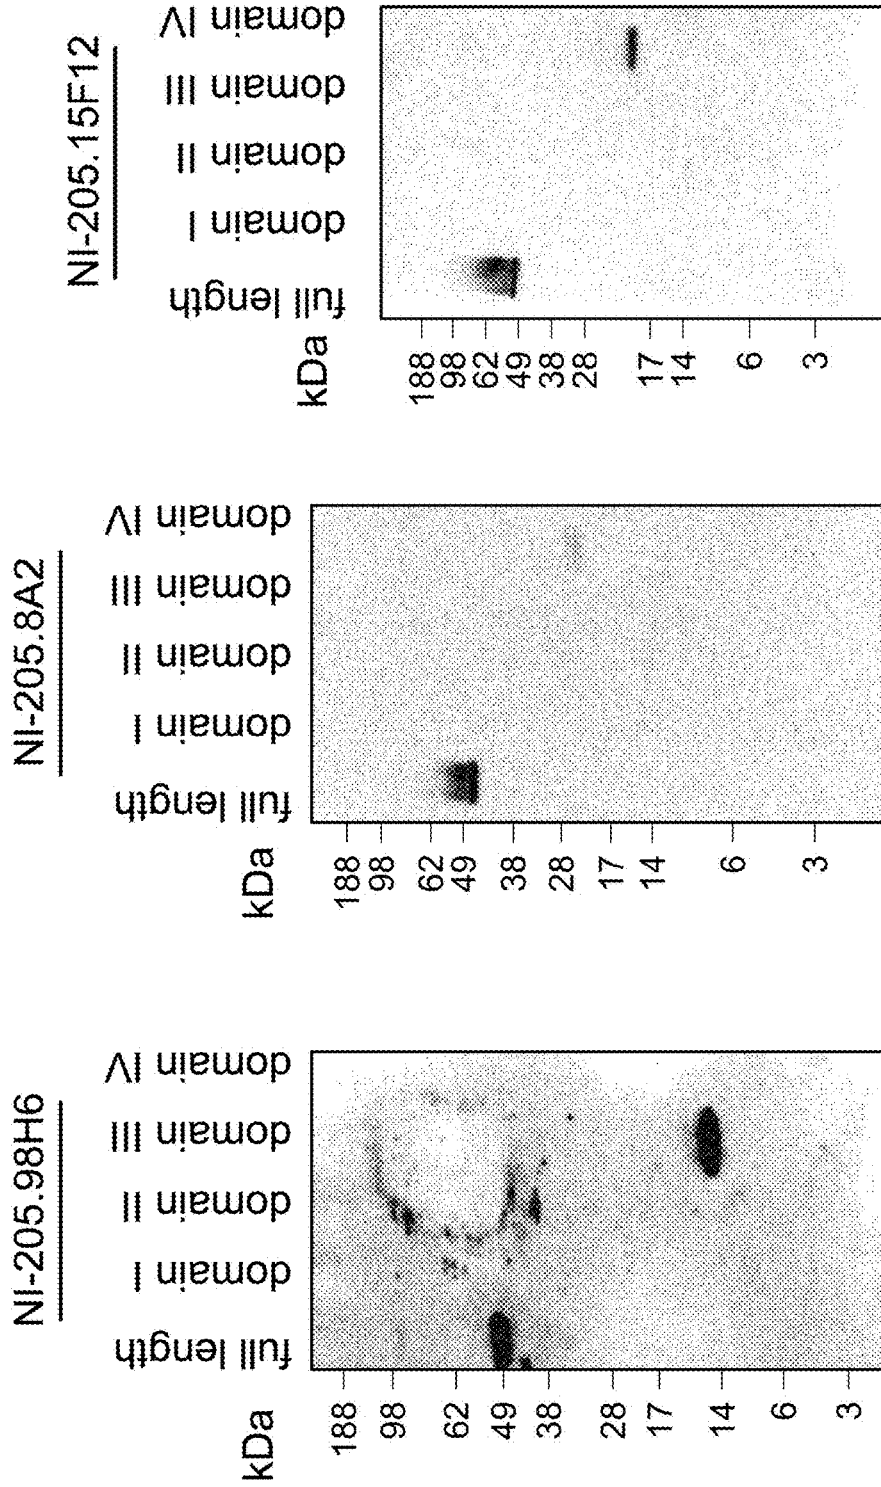 NI-205.98H6
full length
domain I
domain II
domain III
domain IV
kDa
188
98
62
49
38
28
17
14
6
3
NI-205.8A2
full length
domain I
domain II
domain III
domain IV
kDa
188
98
62
49
38
28
17
14
6
3
NI-205.15F12
full length
domain I
domain II
domain III
domain IV
kDa
188
98
62
49
38
28
17
14
6
3